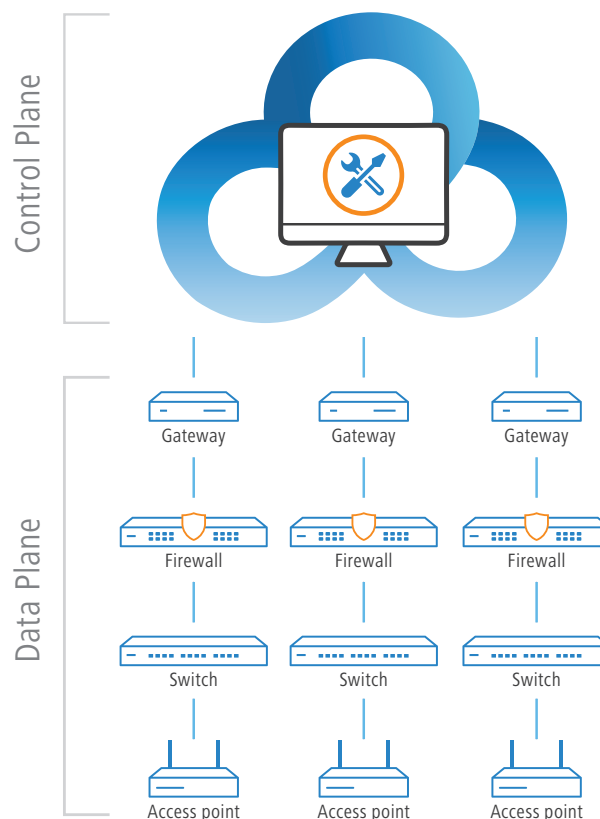 Control Plane
Gateway Gateway Gateway
Data Plane
Firewall Firewall Firewall
Switch Switch Switch
Access point Access point Access point